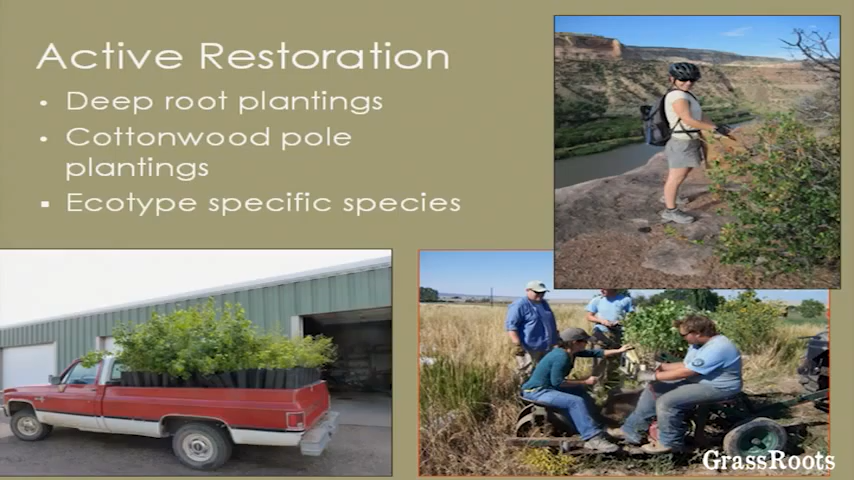 Active Restoration
• Deep root plantings
• Cottonwood pole
plantings
▪ Ecotype specific species
GrassRoots